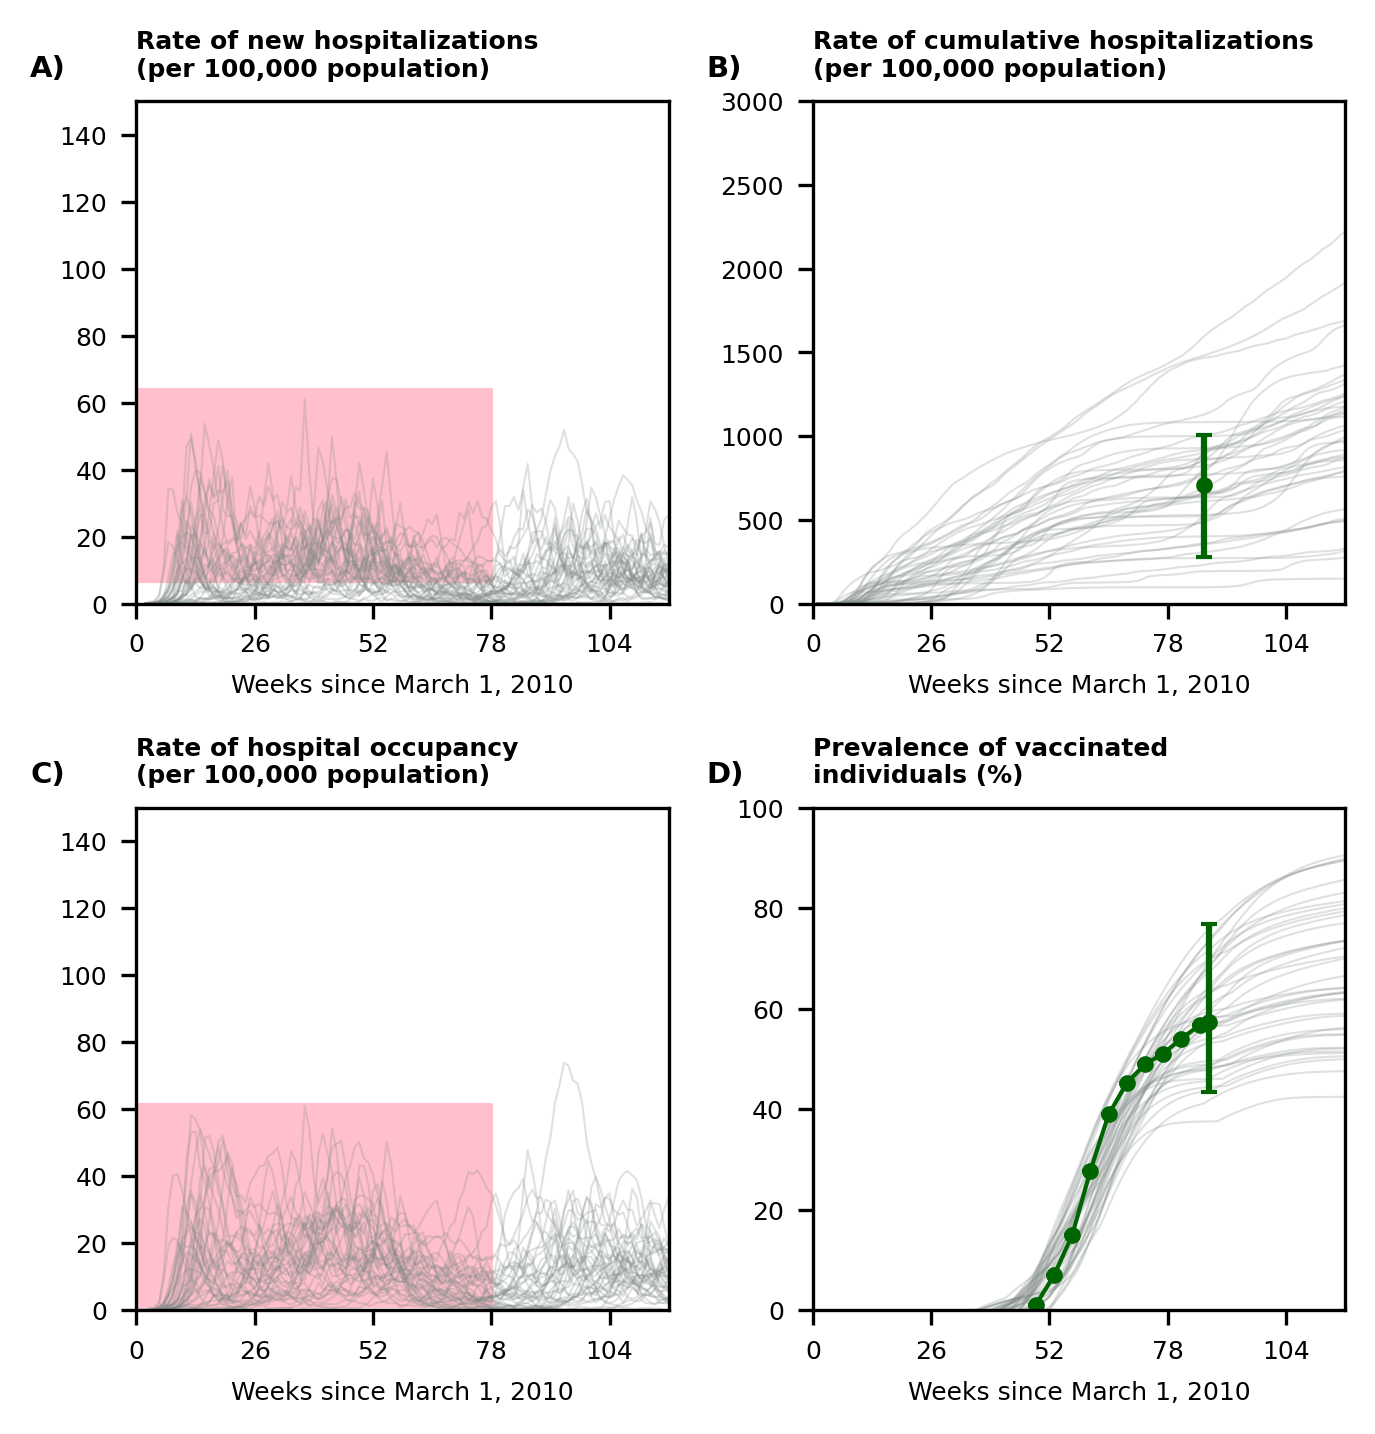 A)
Rate of new hospitalizations
(per 100,000 population)
140
120
100
80
60
40
20
0
0 26 52 78 104
Weeks since March 1, 2010
B)
Rate of cumulative hospitalizations
(per 100,000 population)
3000
2500
2000
1500
1000
500
0
0 26 52 78 104
Weeks since March 1, 2010
C)
Rate of hospital occupancy
(per 100,000 population)
140
120
100
80
60
40
20
0
0 26 52 78 104
Weeks since March 1, 2010
D)
Prevalence of vaccinated
individuals (%)
100
80
60
40
20
0
0 26 52 78 104
Weeks since March 1, 2010